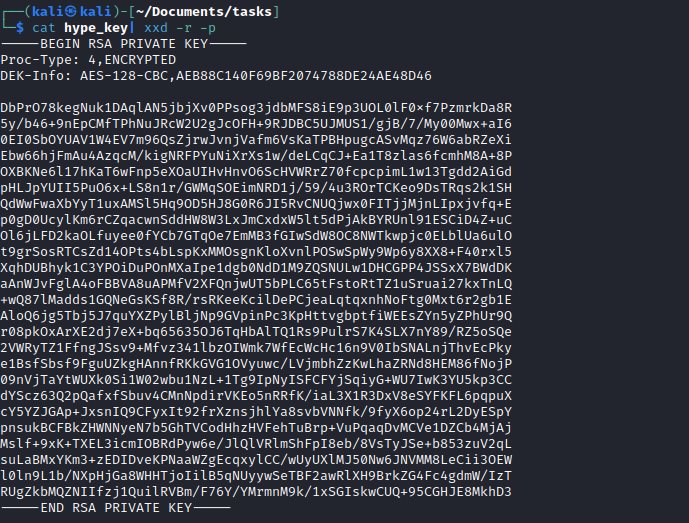 ┌──(kali㉿kali)-[~/Documents/tasks]
└─$ cat hype_key| xxd -r -p
-----BEGIN RSA PRIVATE KEY-----
Proc-Type: 4,ENCRYPTED
DEK-Info: AES-128-CBC,AEB88C140F69BF2074788DE24AE48D46

DbPrO78kegNuk1DAqlAN5jbjXv0PPsog3jdbMFS8iE9p3UOL0lF0xf7PzmrkDa8R
5y/b46+9nEpCMfTPhNuJRcW2U2gJcOFH+9RJDBC5UJMUS1/gjB/7/My00Mwx+aI6
0EI0SbOYUAV1W4EV7m96QsZjrwJvnjVafm6VsKaTPBHpugcASvMqz76W6abRZeXi
Ebw66hjFmAu4AzqcM/kigNRFPYuNiXrXs1w/deLCqCJ+Ea1T8zlas6fcmhM8A+8P
OXBKNe6l17hKaT6wFnp5eXOaUIHvHnvO6ScHVWRrZ70fcpcpimL1w13Tgdd2AiGd
pHLJpYUII5PuO6x+LS8n1r/GWMqSOEimNRD1j/59/4u3ROrTCKeo9DsTRqs2k1SH
QdWwFwaXbYyT1uxAMSl5Hq9OD5HJ8G0R6JI5RvCNUQjwx0FITjjMjnLIpxjvfq+E
p0gD0UcylKm6rCZqacwnSddHW8W3LxJmCxdxW5lt5dPjAkBYRUnl91ESCiD4Z+uC
Ol6jLFD2kaOLfuyee0fYCb7GTqOe7EmMB3fGIwSdW8OC8NWTkwpjc0ELblUa6ulO
t9grSosRTCsZd14OPts4bLspKxMMOsgnKloXvnlPOSwSpWy9Wp6y8XX8+F40rxl5
XqhDUBhyk1C3YPOiDuPOnMXaIpe1dgb0NdD1M9ZQSNULw1DHCGPP4JSSxX7BWdDK
aAnWJvFglA4oFBBVA8uAPMfV2XFQnjwUT5bPLC65tFstoRtTZ1uSruai27kxTnLQ
+wQ87lMadds1GQNeGsKSf8R/rsRKeeKcilDePCjeaLqtqxnhNoFtg0Mxt6r2gb1E
AloQ6jg5Tbj5J7quYXZPylBljNp9GVpinPc3KpHttvgbptfiWEEsZYn5yZPhUr9Q
r08pkOxArXE2dj7eX+bq65635OJ6TqHbAlTQ1Rs9PulrS7K4SLX7nY89/RZ5oSQe
2VWRyTZ1FfngJSsv9+Mfvz341lbzOIWmk7WfEcWcHc16n9V0IbSNALnjThvEcPky
e1BsfSbsf9FguUZkgHAnnfRKkGVG1OVyuwc/LVjmbhZzKwLhaZRNd8HEM86fNojP
09nVjTaYtWUXk0Si1W02wbu1NzL+1Tg9IpNyISFCFYjSqiyG+WU7IwK3YU5kp3CC
dYScz63Q2pQafxfSbuv4CMnNpdirVKEo5nRRfK/iaL3X1R3DxV8eSYFKFL6pqpuX
cY5YZJGAp+JxsnIQ9CFyxIt92frXznsjhlYa8svbVNNfk/9fyX6op24rL2DyESpY
pnsukBCFBkZHWNNyeN7b5GhTVCodHhzHVFehTuBrp+VuPqaqDvMCVe1DZCb4MjAj
Mslf+9xK+TXEL3icmIOBRdPyw6e/JlQlVRlmShFpI8eb/8VsTyJSe+b853zuV2qL
suLaBMxYKm3+zEDIDveKPNaaWZgEcqxylCC/wUyUXlMJ50Nw6JNVMM8LeCii3OEW
l0ln9L1b/NXpHjGa8WHHTjoIilB5qNUyywSeTBF2awRlXH9BrkZG4Fc4gdmW/IzT
RUgZkbMQZNIIfzj1QuilRVBm/F76Y/YMrmnM9k/1xSGIskwCUQ+95CGHJE8MkhD3
-----END RSA PRIVATE KEY-----